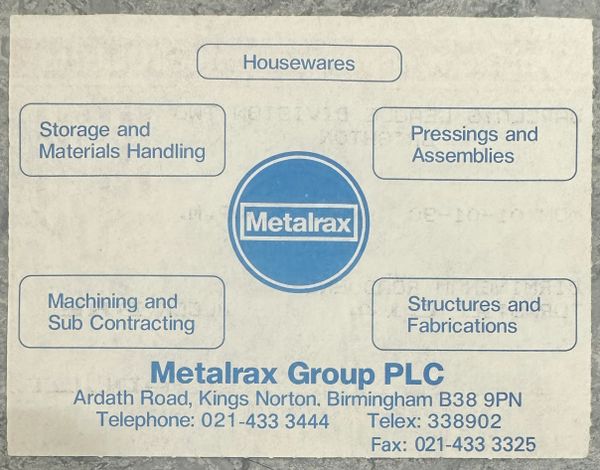 Housewares
Storage and
Materials Handling
Pressings and
Assemblies
Metalrax
Machining and
Sub Contracting
Structures and
Fabrications
Metalrax Group PLC
Ardath Road, Kings Norton. Birmingham B38 9PN
Telephone: 021-433 3444 Telex: 338902
Fax: 021-433 3325